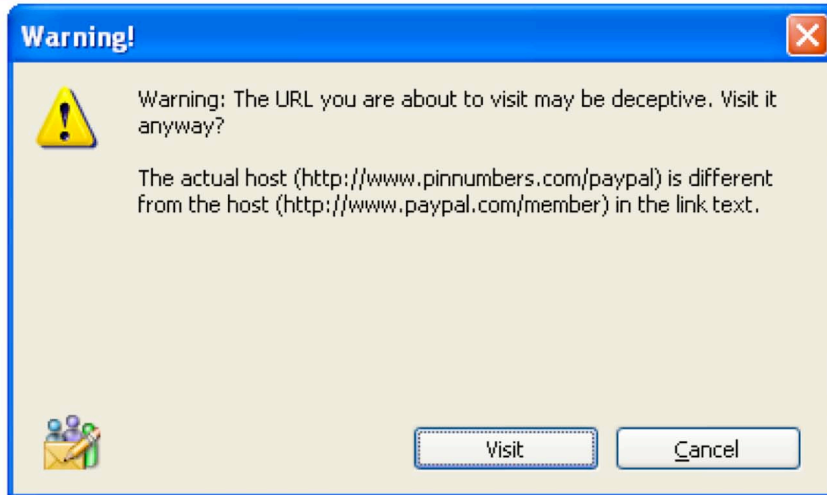 Warning!
Warning: The URL you are about to visit may be deceptive. Visit it
anyway?
The actual host (http://www.pinnumbers.com/paypal) is different
from the host (http://www.paypal.com/member) in the link text.
Visit
Cancel